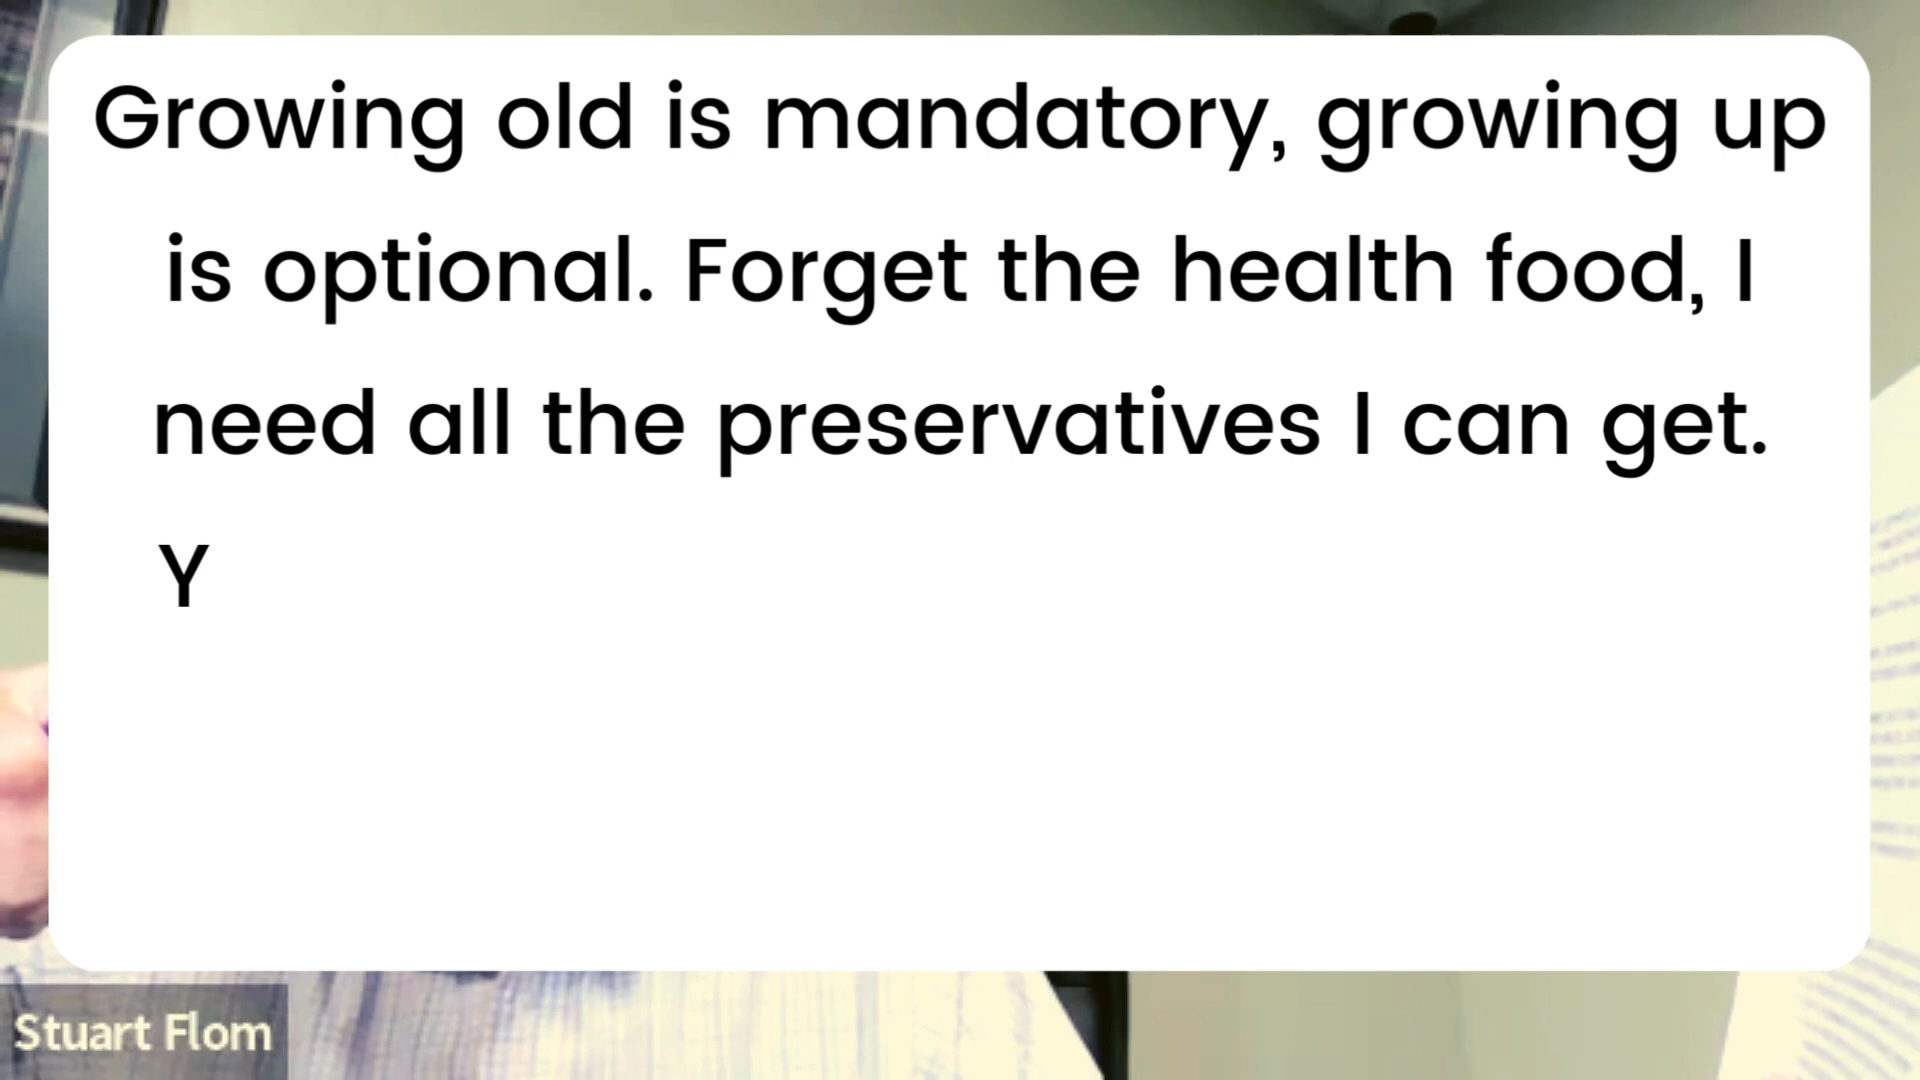 Growing old is mandatory, growing up
is optional. Forget the health food, I
need all the preservatives I can get.
Y
Stuart Flom